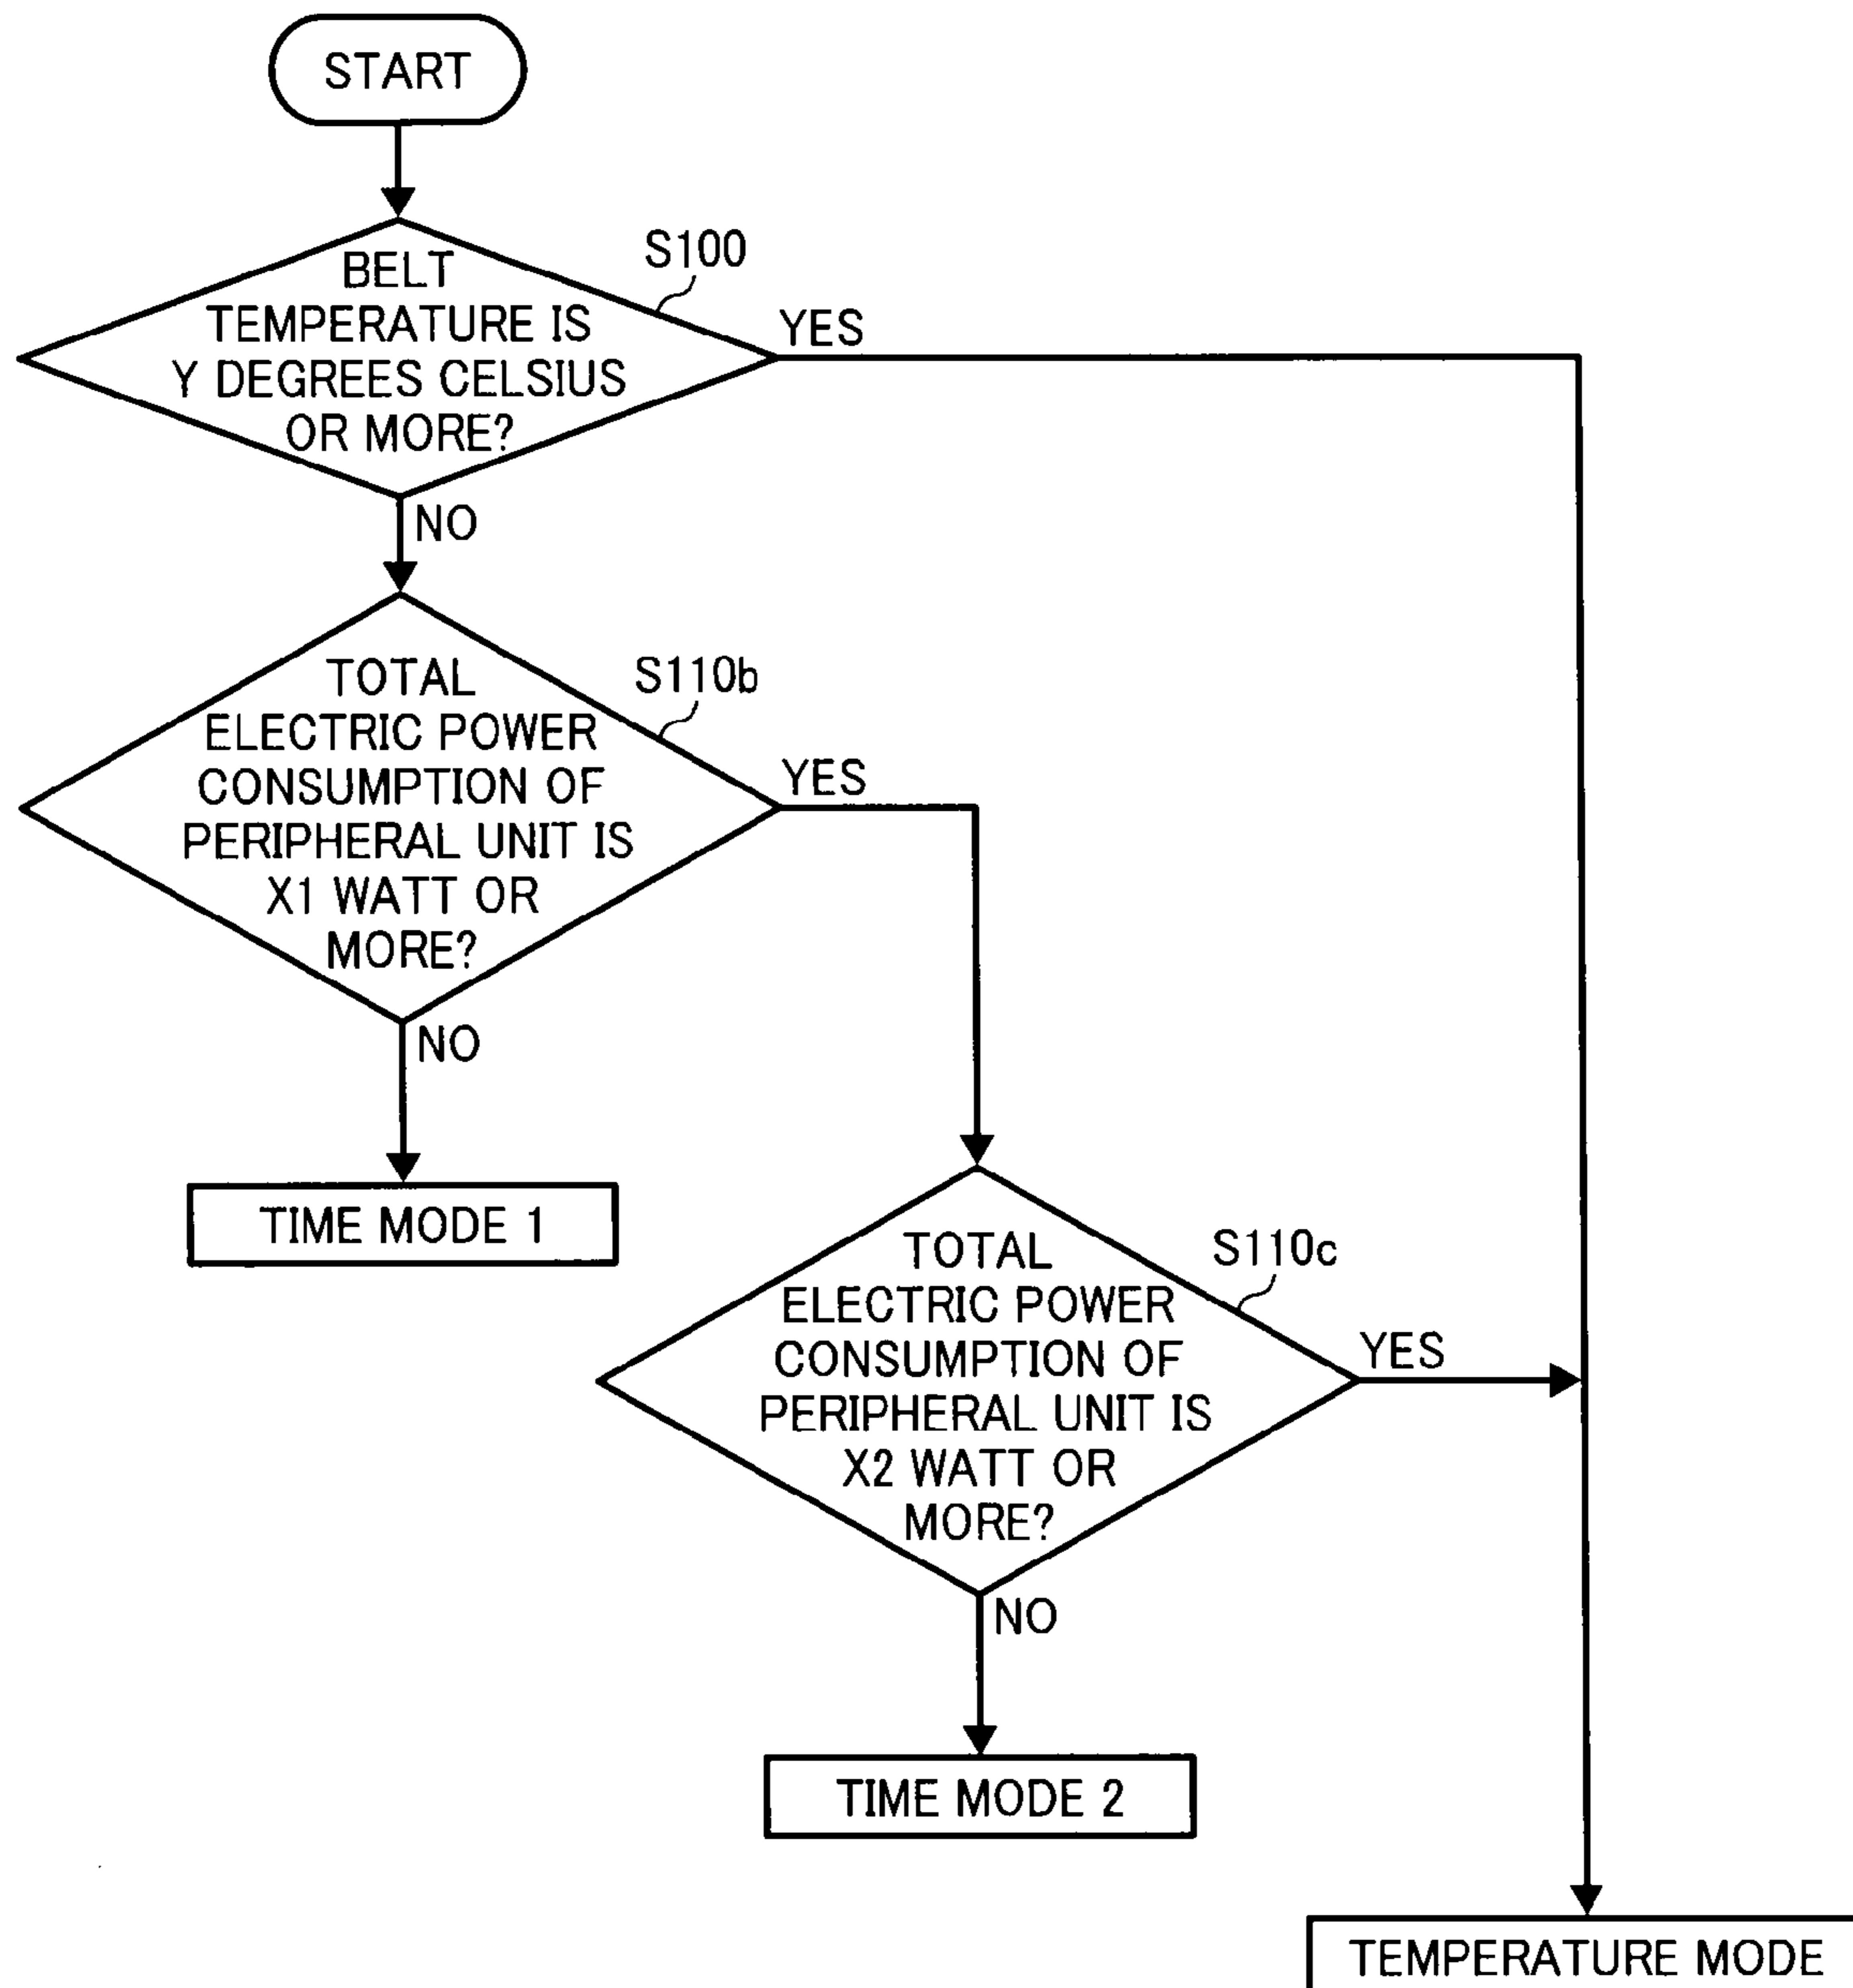 START
S100
BELT
TEMPERATURE IS
Y DEGREES CELSIUS
OR MORE?
YES
NO
S110b
TOTAL
ELECTRIC POWER
CONSUMPTION OF
PERIPHERAL UNIT IS
X1 WATT OR
MORE?
YES
NO
TIME MODE 1
S110c
TOTAL
ELECTRIC POWER
CONSUMPTION OF
PERIPHERAL UNIT IS
X2 WATT OR
MORE?
YES
NO
TIME MODE 2
TEMPERATURE MODE